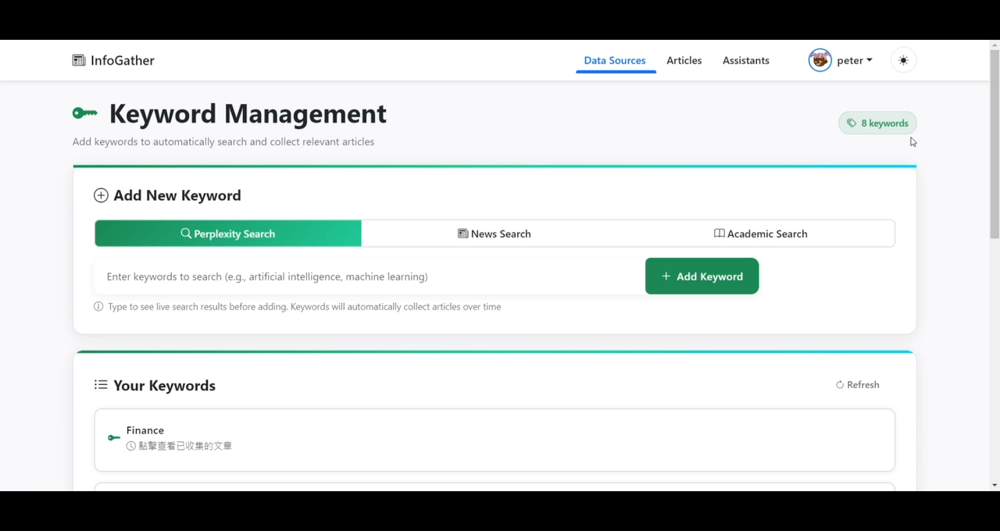 InfoGather
Data Sources
Articles
Assistants
peter
Keyword Management
8 keywords
Add keywords to automatically search and collect relevant articles
Add New Keyword
Perplexity Search
News Search
Academic Search
Enter keywords to search (e.g., artificial intelligence, machine learning)
+ Add Keyword
Type to see live search results before adding. Keywords will automatically collect articles over time
Your Keywords
Refresh
Finance
點擊查看已收集的文章